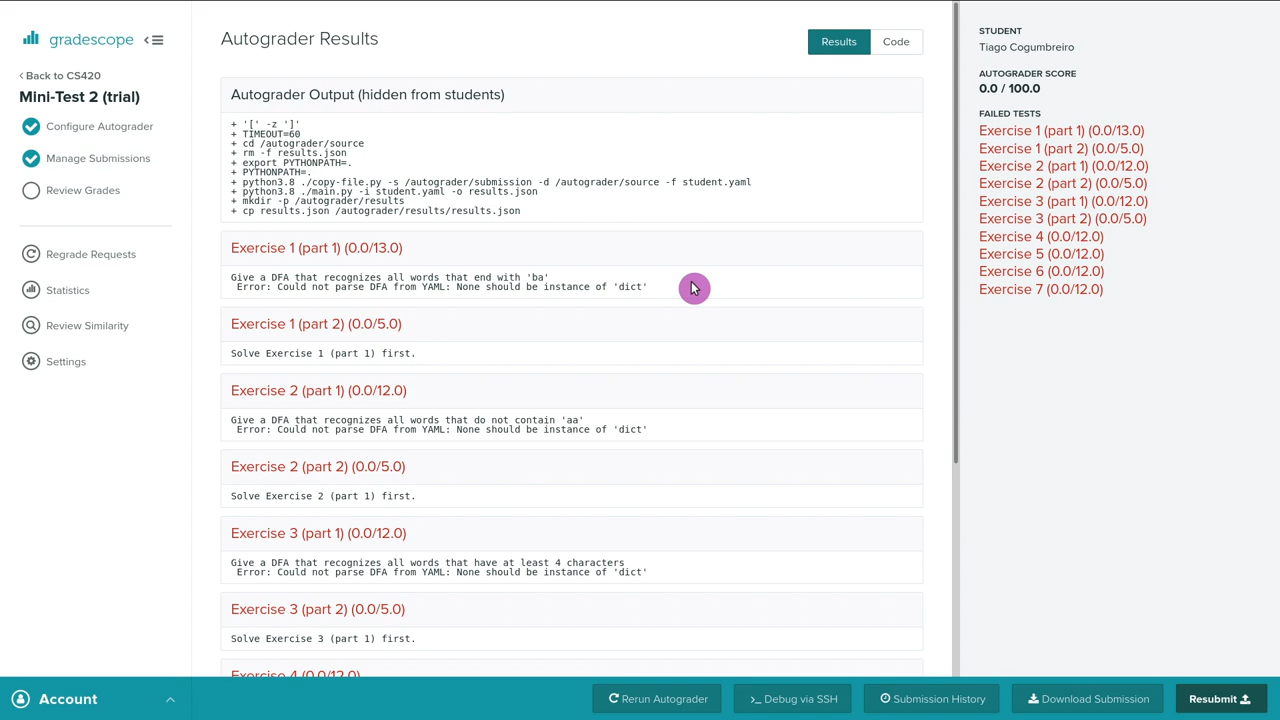 gradescope
Back to CS420
Mini-Test 2 (trial)
Configure Autograder
Manage Submissions
Review Grades
Regrade Requests
Statistics
Review Similarity
Settings
Account
Autograder Results
Results
Code
Autograder Output (hidden from students)
+ '[' -z ']'
+ TIMEOUT=60
+ cd /autograder/source
+ rm -f results.json
+ export PYTHONPATH=.
+ PYTHONPATH=.
+ python3.8 ./copy-file.py -s /autograder/submission -d /autograder/source -f student.yaml
+ python3.8 ./main.py -i student.yaml -o results.json
+ mkdir -p /autograder/results
+ cp results.json /autograder/results/results.json
Exercise 1 (part 1) (0.0/13.0)
Give a DFA that recognizes all words that end with 'ba'
Error: Could not parse DFA from YAML: None should be instance of 'dict'
Exercise 1 (part 2) (0.0/5.0)
Solve Exercise 1 (part 1) first.
Exercise 2 (part 1) (0.0/12.0)
Give a DFA that recognizes all words that do not contain 'aa'
Error: Could not parse DFA from YAML: None should be instance of 'dict'
Exercise 2 (part 2) (0.0/5.0)
Solve Exercise 2 (part 1) first.
Exercise 3 (part 1) (0.0/12.0)
Give a DFA that recognizes all words that have at least 4 characters
Error: Could not parse DFA from YAML: None should be instance of 'dict'
Exercise 3 (part 2) (0.0/5.0)
Solve Exercise 3 (part 1) first.
Exercise 4 (0.0/12.0)
STUDENT
Tiago Cogumbreiro
AUTOGRADER SCORE
0.0 / 100.0
FAILED TESTS
Exercise 1 (part 1) (0.0/13.0)
Exercise 1 (part 2) (0.0/5.0)
Exercise 2 (part 1) (0.0/12.0)
Exercise 2 (part 2) (0.0/5.0)
Exercise 3 (part 1) (0.0/12.0)
Exercise 3 (part 2) (0.0/5.0)
Exercise 4 (0.0/12.0)
Exercise 5 (0.0/12.0)
Exercise 6 (0.0/12.0)
Exercise 7 (0.0/12.0)
Rerun Autograder
>_ Debug via SSH
Submission History
Download Submission
Resubmit